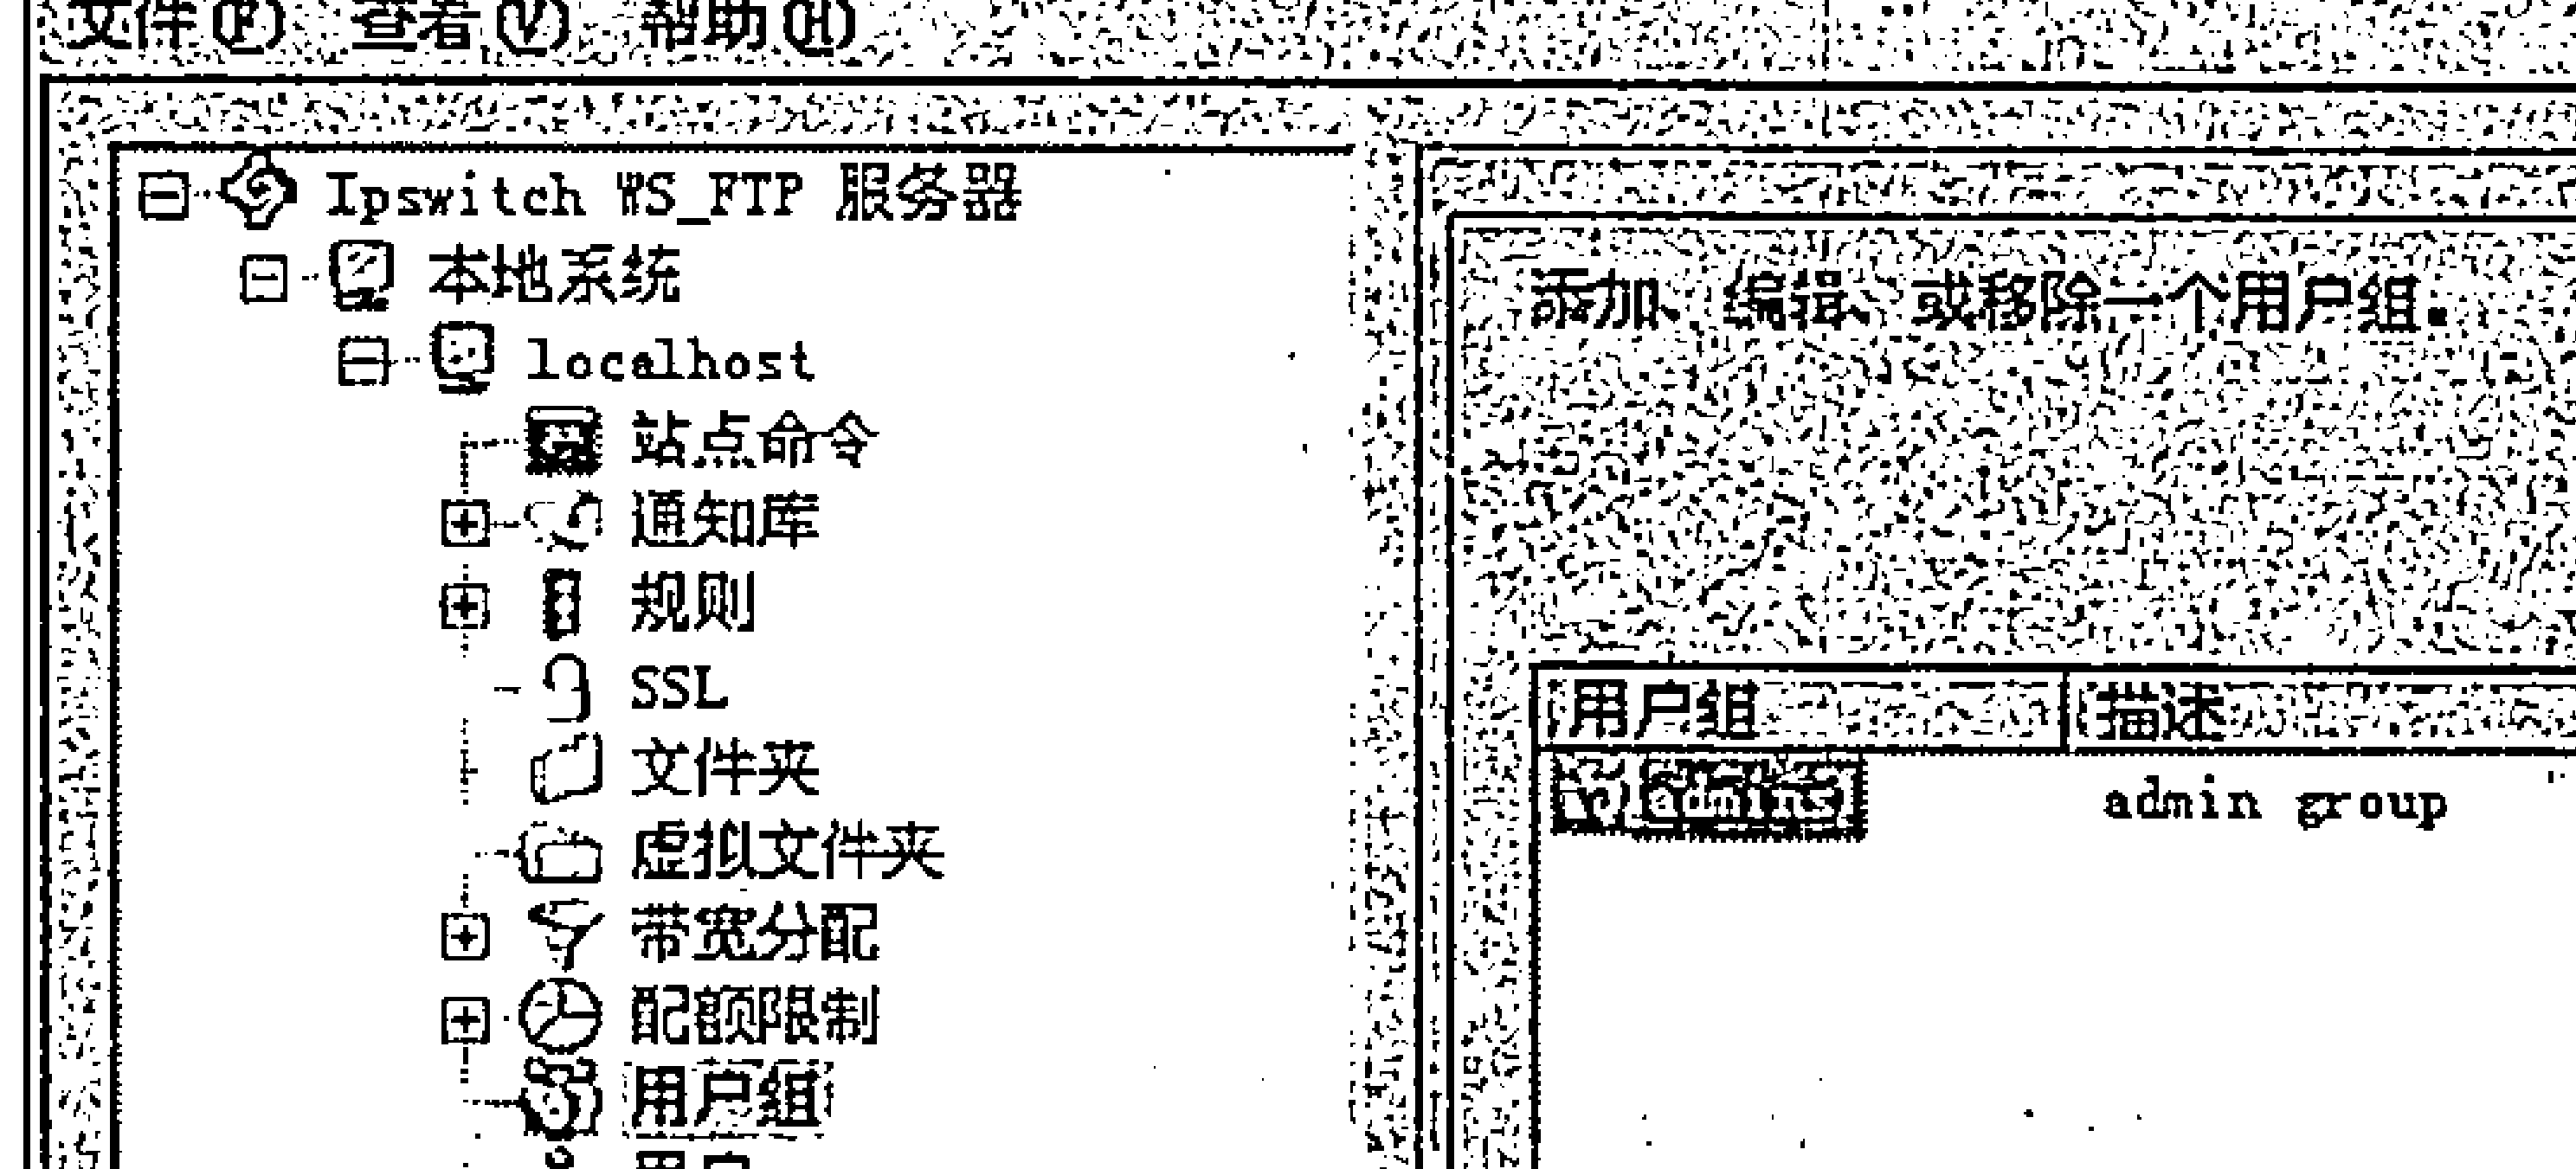 文件(F) 查看(V) 帮助(H)
Ipswitch WS_FTP 服务器
本地系统
localhost
站点命令
通知库
规则
SSL
文件夹
虚拟文件夹
带宽分配
配额限制
用户组
用户
添加、编辑、或移除一个用户组.
用户组 描述
admins admin group